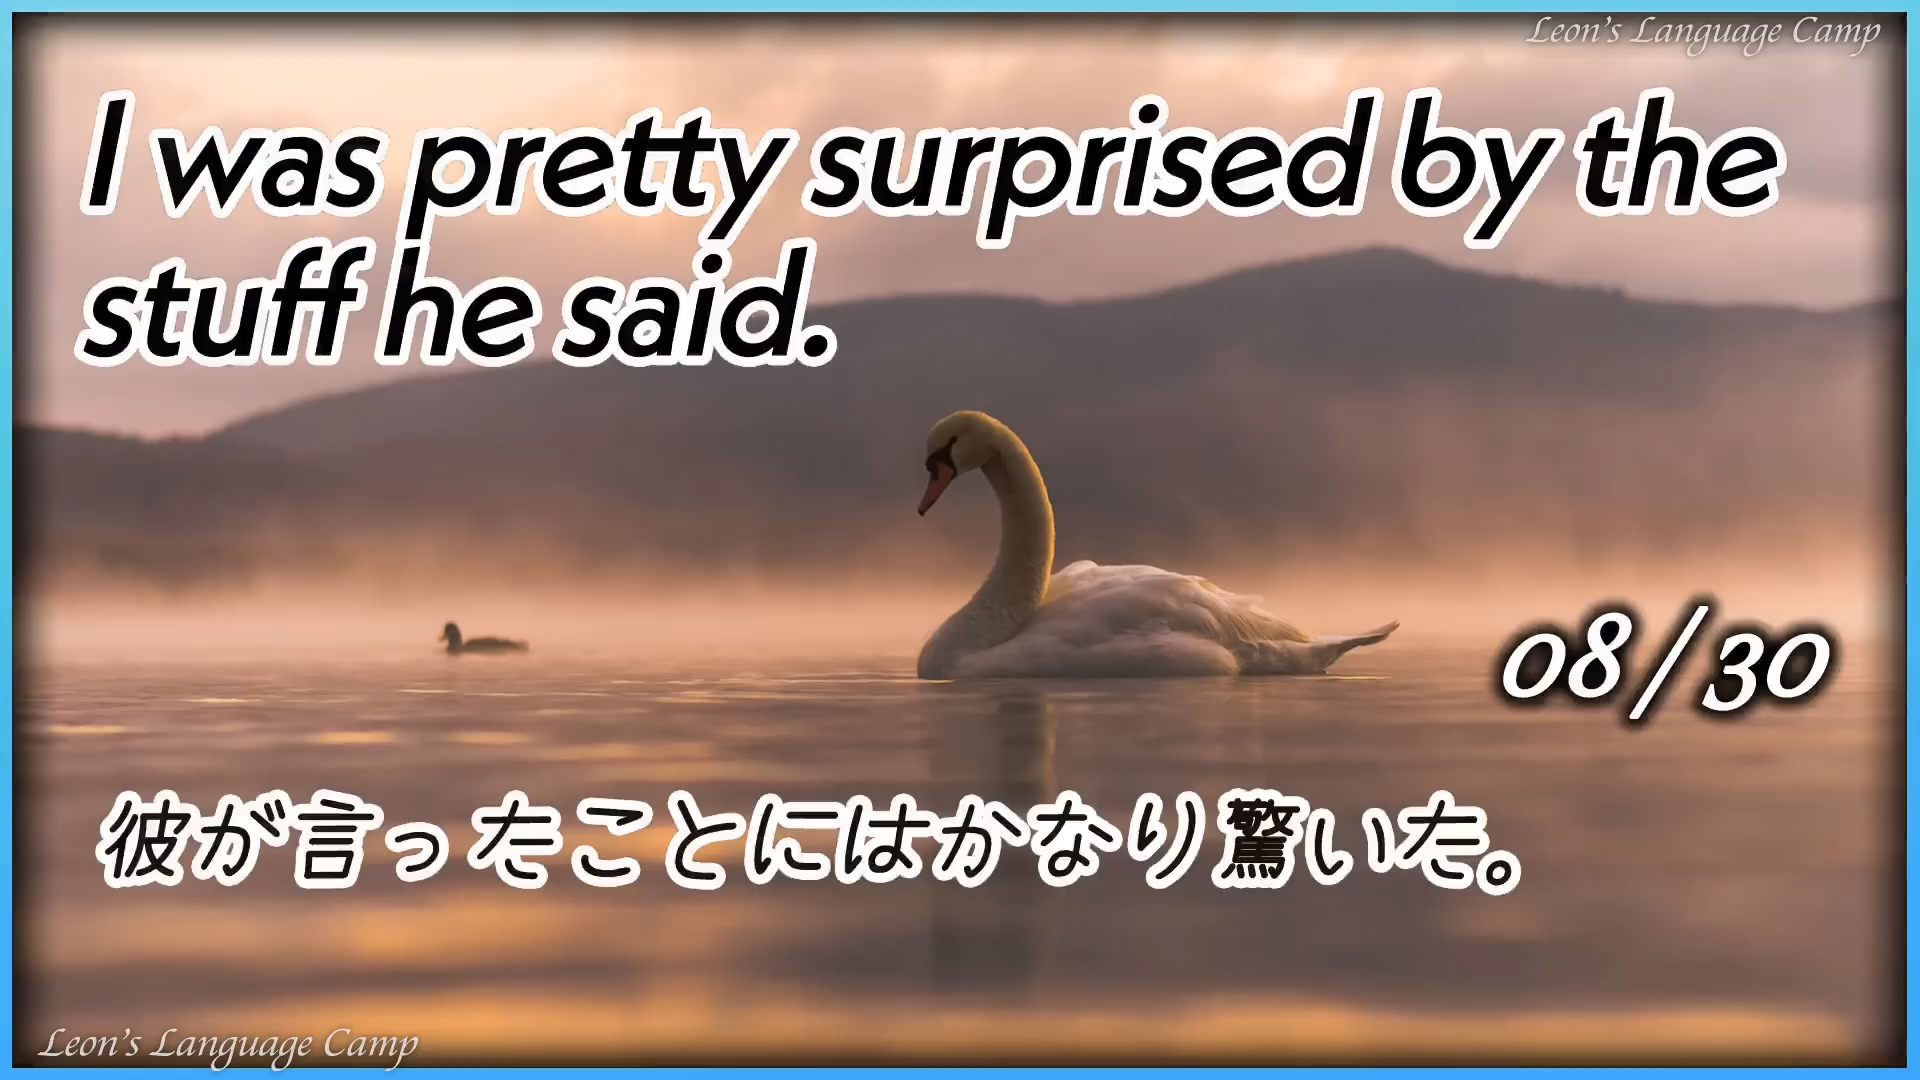 Leon's Language Camp
I was pretty surprised by the
stuff he said.
08/30
彼が言ったことにはかなり驚いた。
Leon's Language Camp